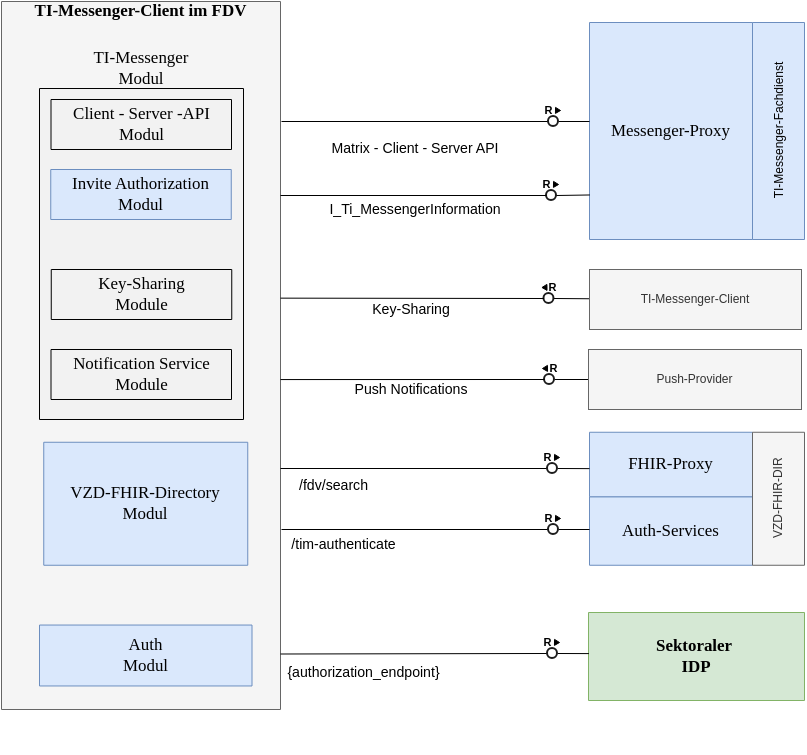 TI-Messenger-Client im FDV
TI-Messenger
Modul
Client - Server -API
Modul
Invite Authorization
Modul
Key-Sharing
Module
Notification Service
Module
VZD-FHIR-Directory
Modul
Auth
Modul
R
Matrix - Client - Server API
R
I_Ti_MessengerInformation
R
Key-Sharing
R
Push Notifications
R
/fdv/search
R
/tim-authenticate
R
{authorization_endpoint}
Messenger-Proxy
TI-Messenger-Fachdienst
TI-Messenger-Client
Push-Provider
FHIR-Proxy
Auth-Services
VZD-FHIR-DIR
Sektoraler
IDP